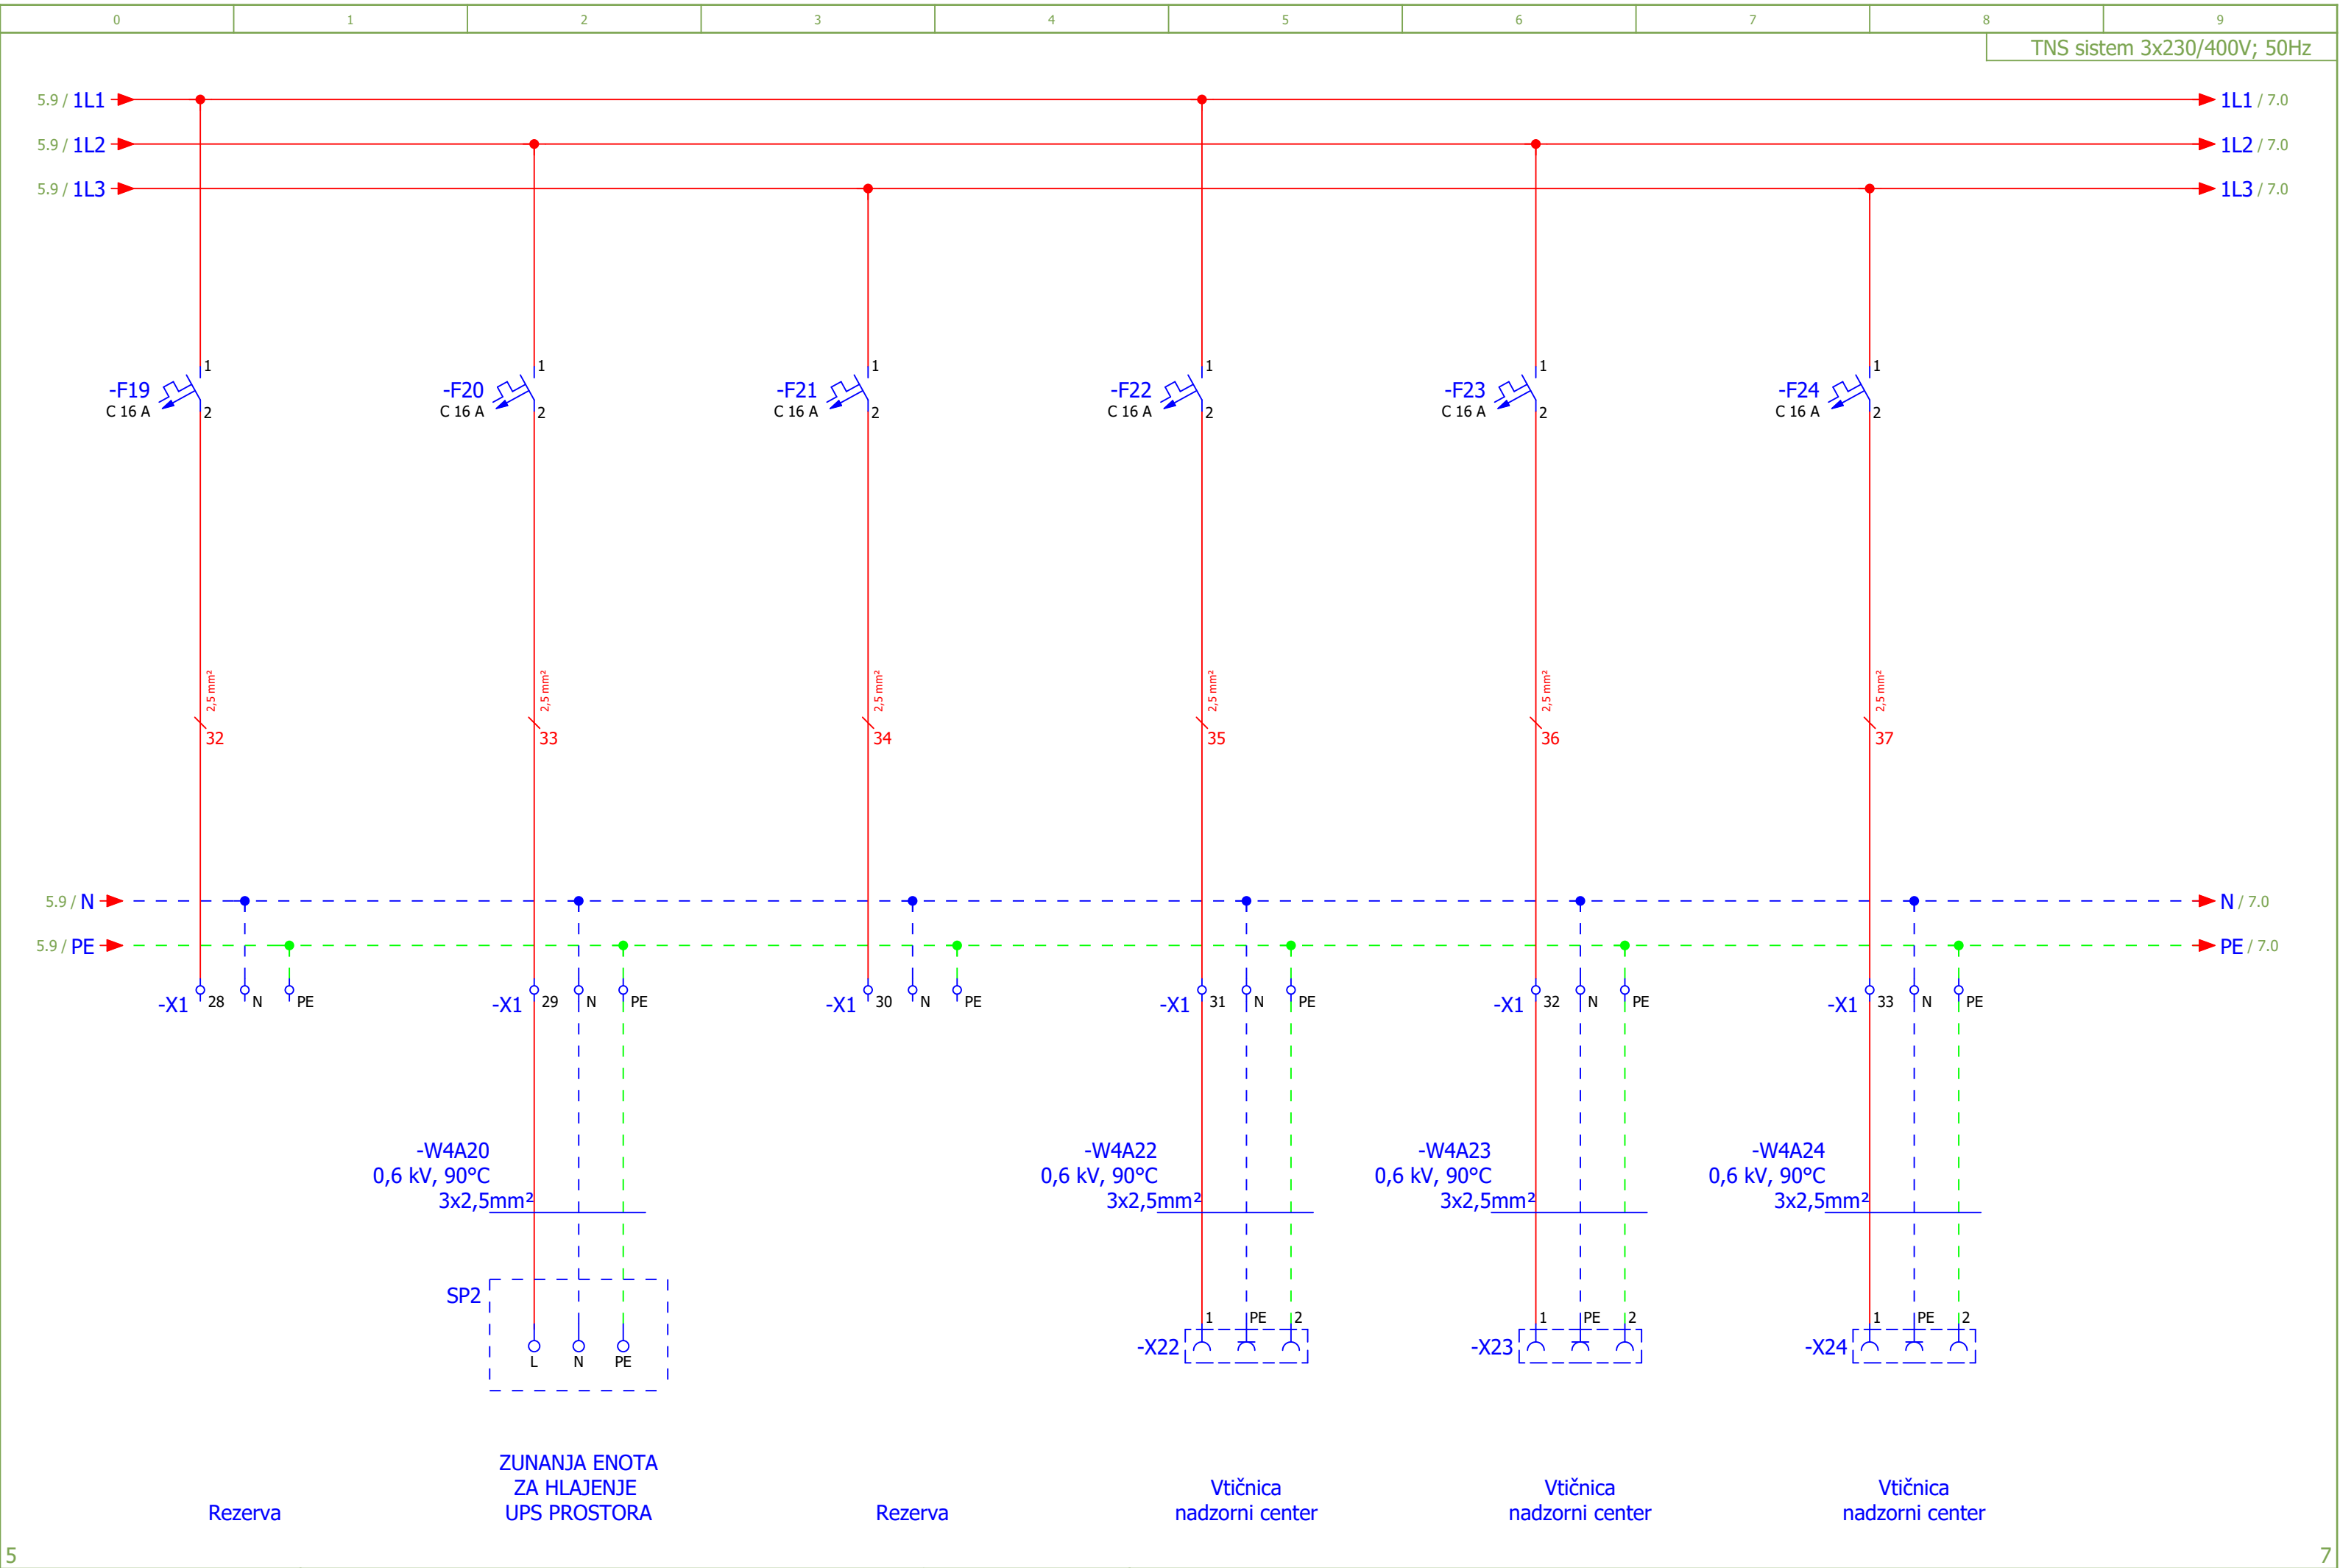 0 1 2 3 4 5 6 7 8 9
TNS sistem 3x230/400V; 50Hz
5.9 / 1L1 1L1 / 7.0
5.9 / 1L2 1L2 / 7.0
5.9 / 1L3 1L3 / 7.0
1 1 1 1 1 1
-F19 -F20 -F21 -F22 -F23 -F24
C 16 A 2 C 16 A 2 C 16 A 2 C 16 A 2 C 16 A 2 C 16 A 2
2,5 mm² 2,5 mm² 2,5 mm² 2,5 mm² 2,5 mm² 2,5 mm²
32 33 34 35 36 37
5.9 / N N / 7.0
5.9 / PE PE / 7.0
-X1 28 N PE -X1 29 N PE -X1 30 N PE -X1 31 N PE -X1 32 N PE -X1 33 N PE
-W4A20 -W4A22 -W4A23 -W4A24
0,6 kV, 90°C 0,6 kV, 90°C 0,6 kV, 90°C 0,6 kV, 90°C
3x2,5mm² 3x2,5mm² 3x2,5mm² 3x2,5mm²
SP2
1 PE 2 1 PE 2 1 PE 2
-X22 -X23 -X24
L N PE
ZUNANJA ENOTA
ZA HLAJENJE Vtičnica Vtičnica Vtičnica
Rezerva UPS PROSTORA Rezerva nadzorni center nadzorni center nadzorni center
5 7